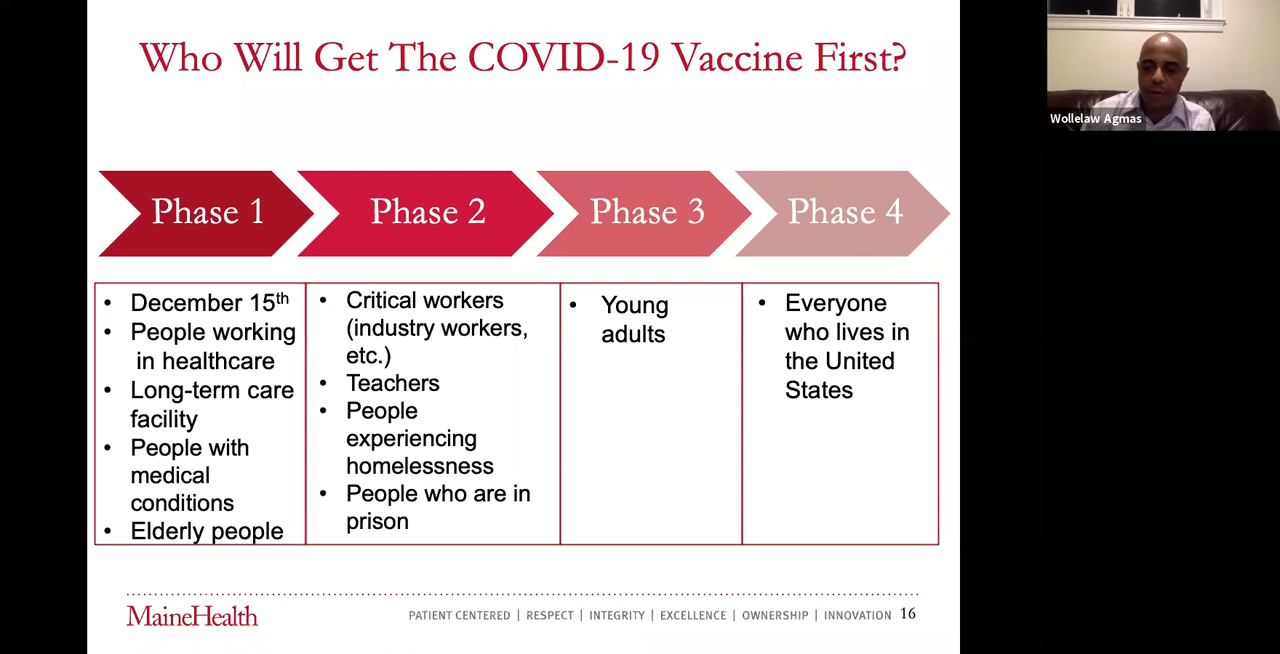 Who Will Get The COVID-19 Vaccine First?
Wollelaw Agmas
Phase 1
Phase 2
Phase 3
Phase 4
• December 15th
• People working
in healthcare
• Long-term care
facility
• People with
medical
conditions
• Elderly people
• Critical workers
(industry workers,
etc.)
• Teachers
• People
experiencing
homelessness
• People who are in
prison
• Young
adults
• Everyone
who lives in
the United
States
MaineHealth
PATIENT CENTERED | RESPECT | INTEGRITY | EXCELLENCE | OWNERSHIP | INNOVATION 16